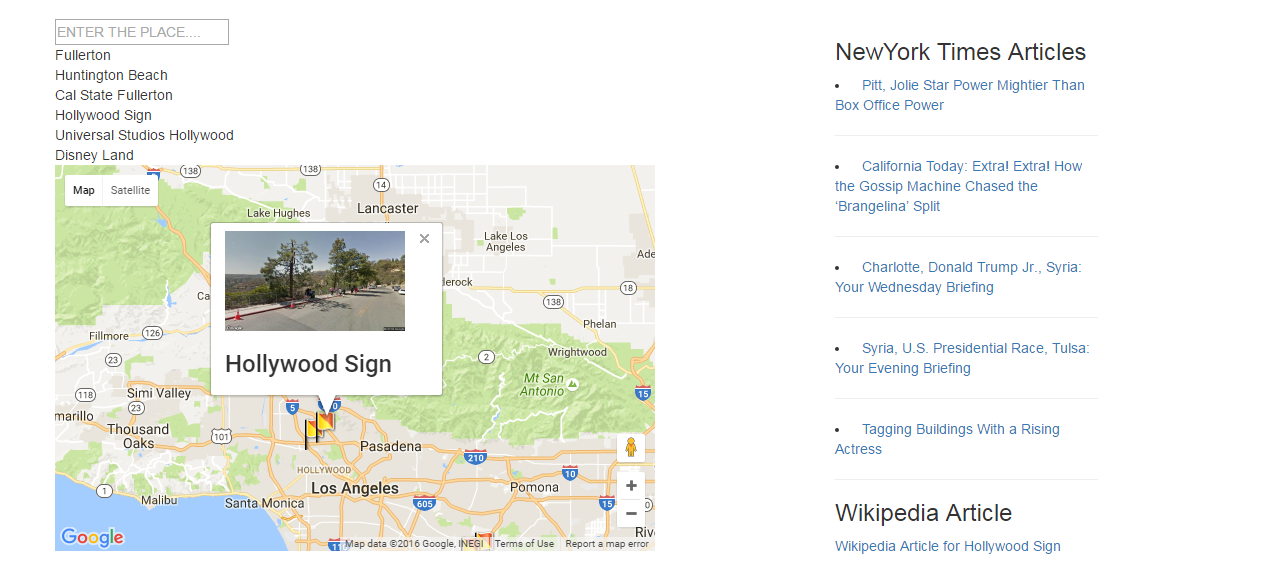 ENTER THE PLACE....
Fullerton
Huntington Beach
Cal State Fullerton
Hollywood Sign
Universal Studios Hollywood
Disney Land
Map
Satellite
138
138
14
Lake Hughes
Lancaster
Lake Los
Angeles
Ade
Ca
lerock
18
138
Phelan
Fillmore
126
Google
Hollywood Sign
23
2
Wrightwood
Mt San
Antonio
118
Simi Valley
23
15
5
marillo
Thousand
Oaks
101
Pasadena
210
HOLLYWOOD
10
Los Angeles
Pomona
1
Malibu
Santa Monica
605
15
Google
Rive
Map data ©2016 Google, INEGI
Terms of Use
Report a map error
NewYork Times Articles
Pitt, Jolie Star Power Mightier Than
Box Office Power
California Today: Extra! Extra! How
the Gossip Machine Chased the
‘Brangelina’ Split
Charlotte, Donald Trump Jr., Syria:
Your Wednesday Briefing
Syria, U.S. Presidential Race, Tulsa:
Your Evening Briefing
Tagging Buildings With a Rising
Actress
Wikipedia Article
Wikipedia Article for Hollywood Sign